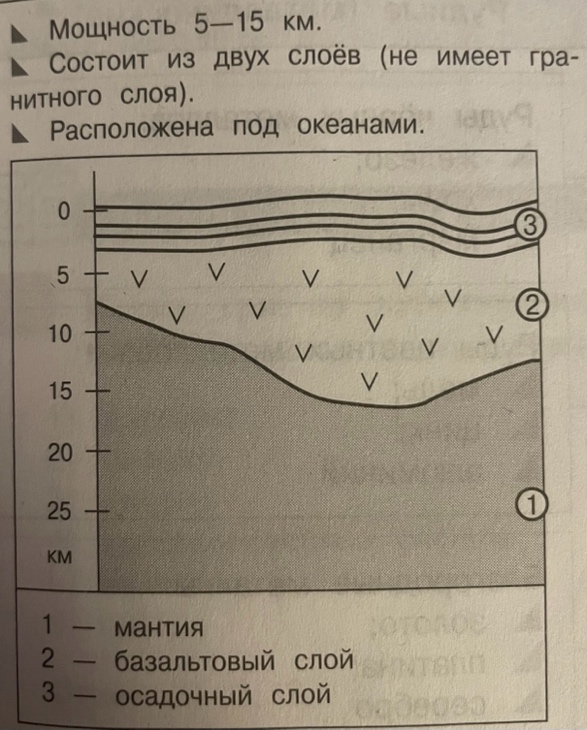 Мощность 5—15 км.
Состоит из двух слоёв (не имеет гра-
нитного слоя).
Расположена под океанами.
0
5
10
15
20
25
км
3
2
1
1 — мантия
2 — базальтовый слой
3 — осадочный слой